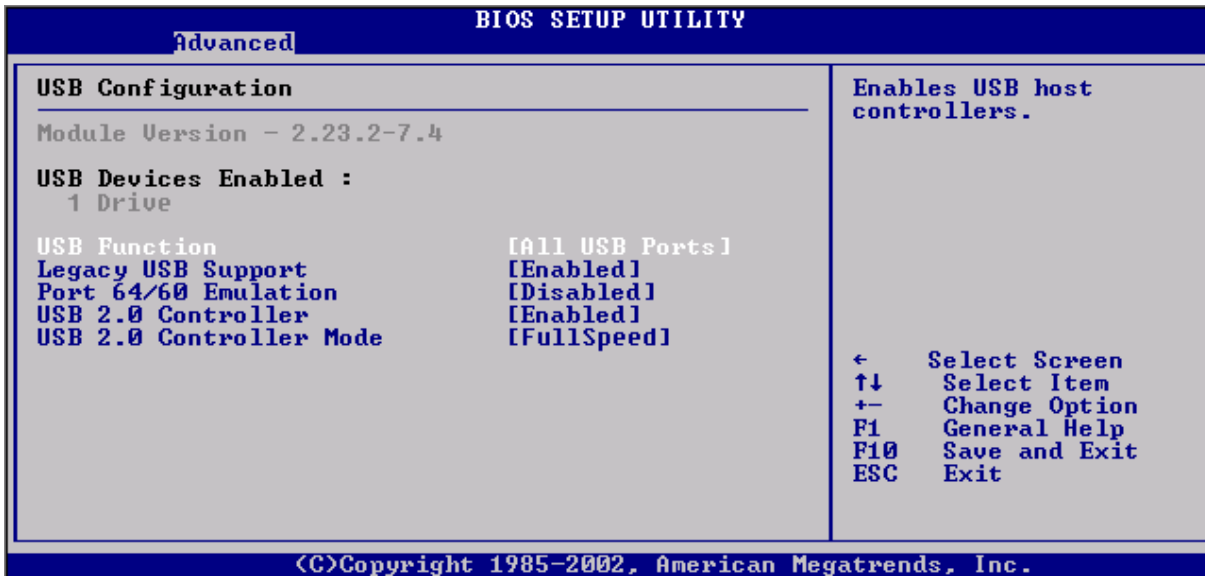 BIOS SETUP UTILITY
Advanced
USB Configuration
Module Version - 2.23.2-7.4
USB Devices Enabled :
1 Drive
USB Function [All USB Ports]
Legacy USB Support [Enabled]
Port 64/60 Emulation [Disabled]
USB 2.0 Controller [Enabled]
USB 2.0 Controller Mode [FullSpeed]
Enables USB host
controllers.
← Select Screen
↑↓ Select Item
+- Change Option
F1 General Help
F10 Save and Exit
ESC Exit
(C)Copyright 1985-2002, American Megatrends, Inc.